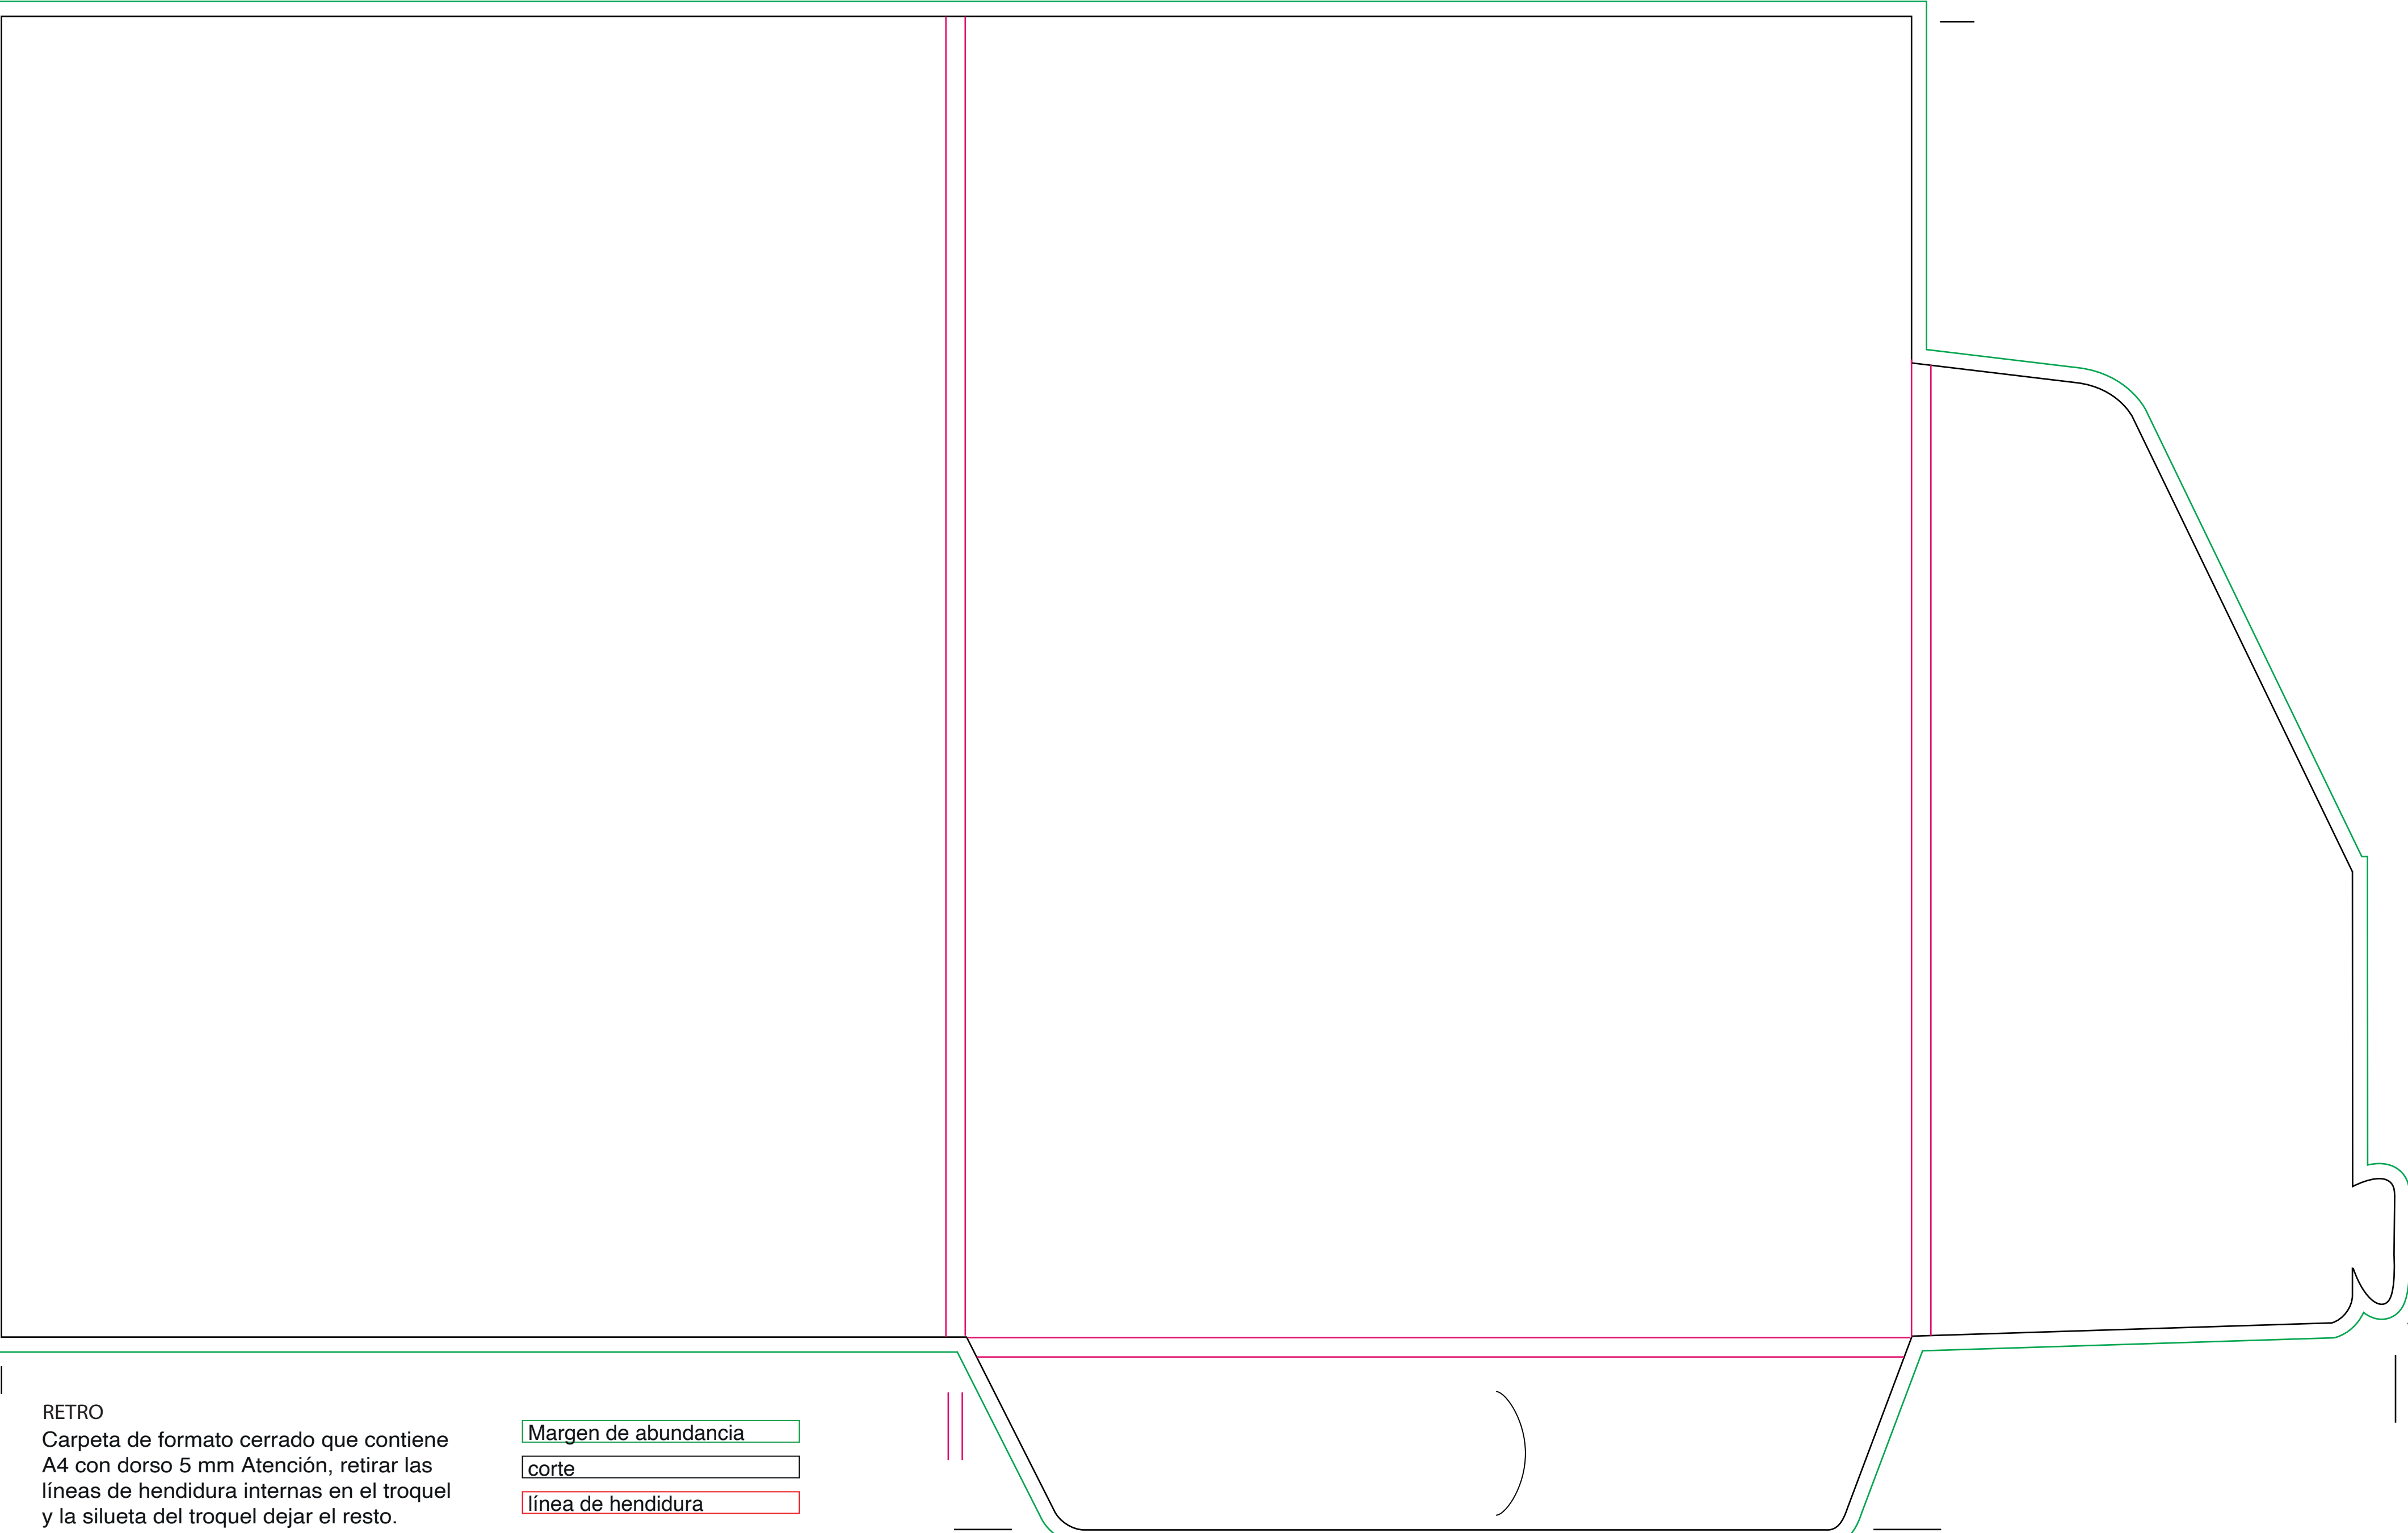 RETRO
Carpeta de formato cerrado que contiene
A4 con dorso 5 mm Atención, retirar las
líneas de hendidura internas en el troquel
y la silueta del troquel dejar el resto.
Margen de abundancia
corte
línea de hendidura